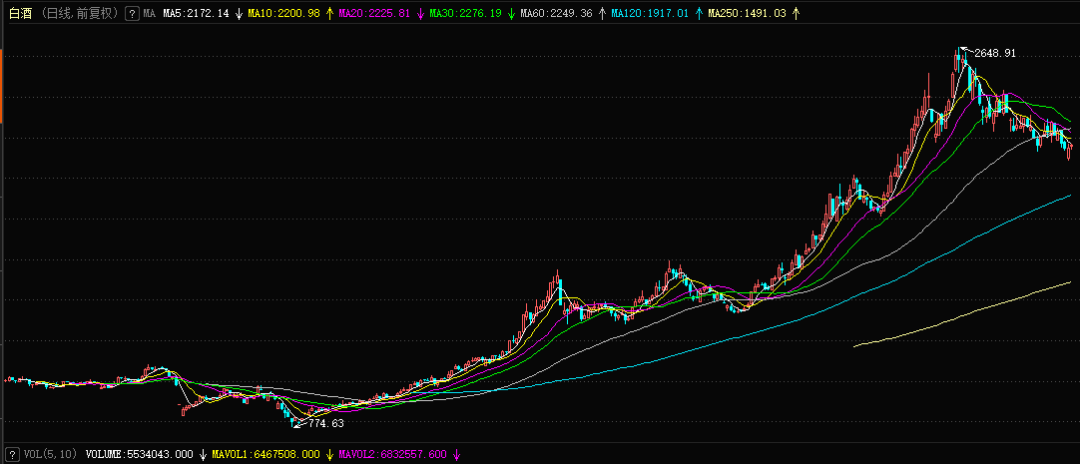 白酒 (日线,前复权) ? MA MA5:2172.14 ↓ MA10:2200.98 ↑ MA20:2225.81 ↓ MA30:2276.19 ↓ MA60:2249.36 ↑ MA120:1917.01 ↑ MA250:1491.03 ↑
2648.91
774.63
? VOL(5,10) VOLUME:5534043.000 ↓ MAVOL1:6467508.000 ↓ MAVOL2:6832557.600 ↓